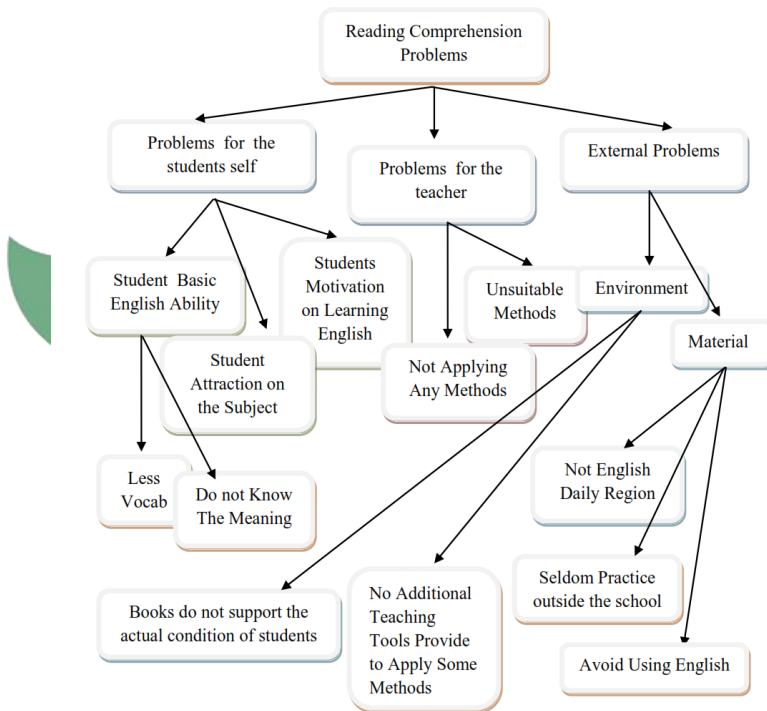 Reading Comprehension
Problems
Problems for the
students self
Problems for the
teacher
External Problems
Student Basic
English Ability
Students
Motivation
on Learning
English
Unsuitable
Methods
Environment
Student
Attraction on
the Subject
Not Applying
Any Methods
Material
Less
Vocab
Do not Know
The Meaning
Not English
Daily Region
Books do not support the
actual condition of students
No Additional
Teaching
Tools Provide
to Apply Some
Methods
Seldom Practice
outside the school
Avoid Using English